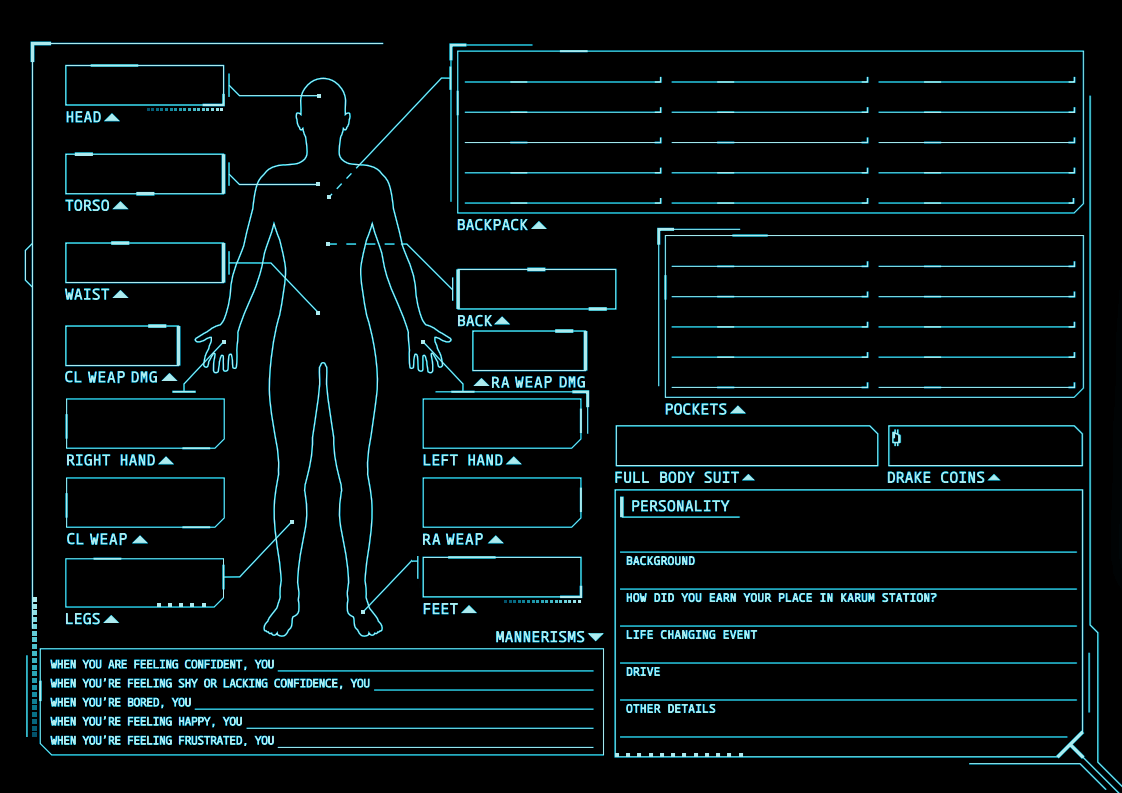 HEAD
TORSO
WAIST
CL WEAP DMG
RIGHT HAND
CL WEAP
LEGS
BACKPACK
BACK
RA WEAP DMG
LEFT HAND
RA WEAP
FEET
POCKETS
FULL BODY SUIT
DRAKE COINS
MANNERISMS
WHEN YOU ARE FEELING CONFIDENT, YOU
WHEN YOU'RE FEELING SHY OR LACKING CONFIDENCE, YOU
WHEN YOU'RE BORED, YOU
WHEN YOU'RE FEELING HAPPY, YOU
WHEN YOU'RE FEELING FRUSTRATED, YOU
PERSONALITY
BACKGROUND
HOW DID YOU EARN YOUR PLACE IN KARUM STATION?
LIFE CHANGING EVENT
DRIVE
OTHER DETAILS